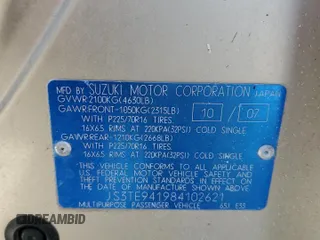 MFD. BY SUZUKI MOTOR CORPORATION JAPAN
GVWR:2100KG(4630LB)
GAWR:FRONT-1050KG(2315LB) 10 / 07
WITH P225/70R16 TIRES
16X6.5 RIMS AT 220KPA(32PSI) COLD SINGLE
GAWR:REAR-1210KG(2668LB)
WITH P225/70R16 TIRES
16X6.5 RIMS AT 220KPA(32PSI) COLD SINGLE
THIS VEHICLE CONFORMS TO ALL APPLICABLE
U.S. FEDERAL MOTOR VEHICLE SAFETY AND
THEFT PREVENTION STANDARDS IN EFFECT
ON THE DATE OF MANUFACTURE SHOWN ABOVE.
JS3TE941984102621
MULTIPURPOSE PASSENGER VEHICLE